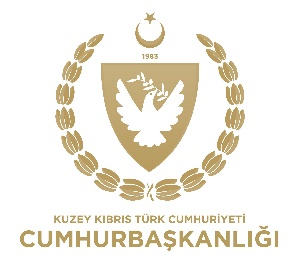 1983
KUZEY KIBRIS TÜRK CUMHURİYETİ
CUMHURBAŞKANLIĞI